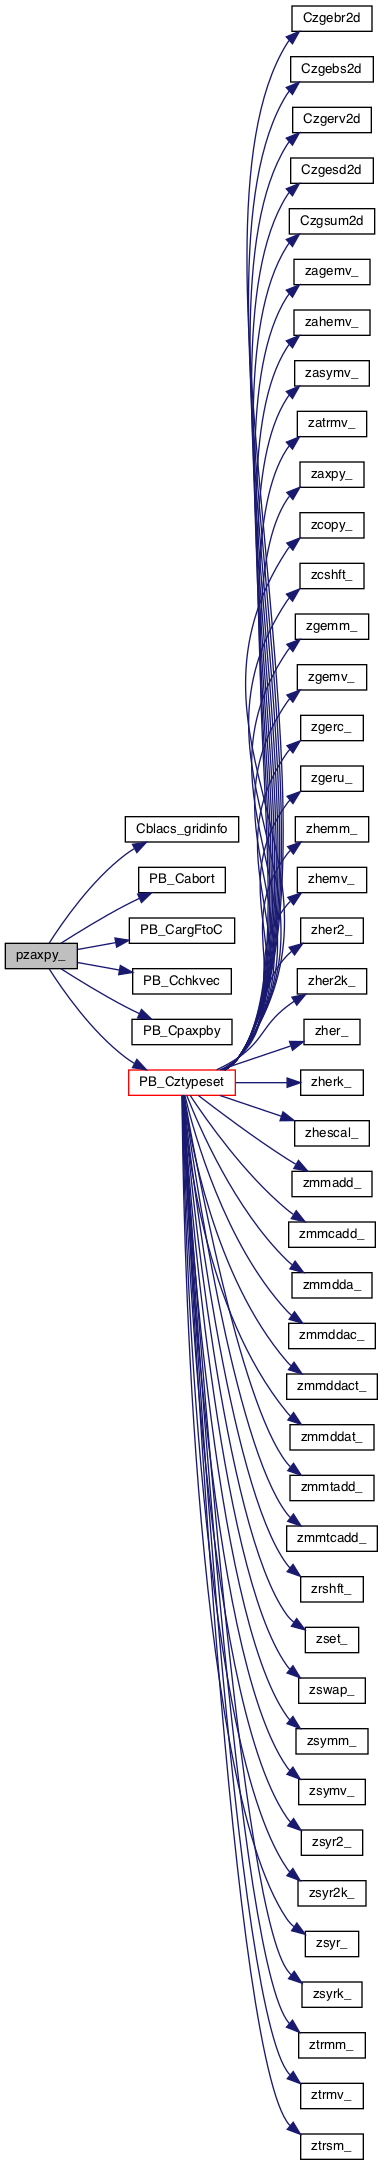 Czgebr2d
Czgebs2d
Czgerv2d
Czgesd2d
Czgsum2d
zagemv_
zahemv_
zasymv_
zatrmv_
zaxpy_
zcopy_
zcshft_
zgemm_
zgemv_
zgerc_
zgeru_
zhemm_
Cblacs_gridinfo
zhemv_
PB_Cabort
zher2_
PB_CargFtoC
pzaxpy_
zher2k_
PB_Cchkvec
zher_
PB_Cpaxpby
zherk_
PB_Cztypeset
zhescal_
zmmadd_
zmmcadd_
zmmdda_
zmmddac_
zmmddact_
zmmddat_
zmmtadd_
zmmtcadd_
zrshft_
zset_
zswap_
zsymm_
zsymv_
zsyr2_
zsyr2k_
zsyr_
zsyrk_
ztrmm_
ztrmv_
ztrsm_